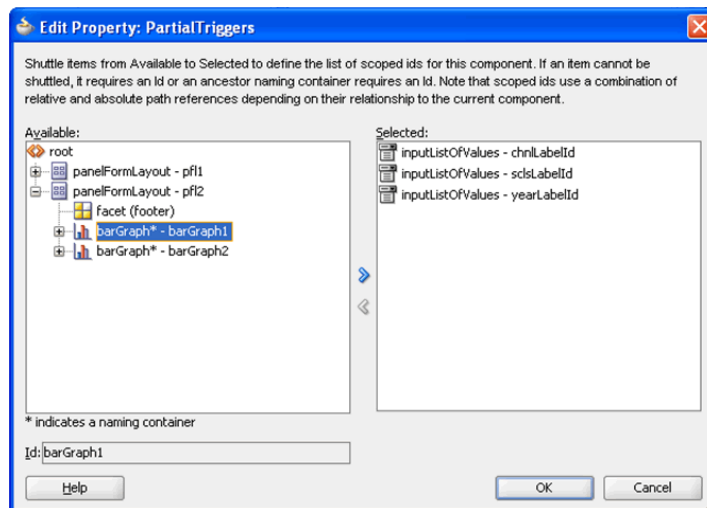 Edit Property: PartialTriggers
Shuttle items from Available to Selected to define the list of scoped ids for this component. If an item cannot be
shuttled, it requires an Id or an ancestor naming container requires an Id. Note that scoped ids use a combination of
relative and absolute path references depending on their relationship to the current component.
Available:
root
panelFormLayout - pfl1
panelFormLayout - pfl2
facet (footer)
barGraph* - barGraph1
barGraph* - barGraph2
* indicates a naming container
Selected:
inputListOfValues - chnlLabelId
inputListOfValues - sclsLabelId
inputListOfValues - yearLabelId
Id: barGraph1
Help
OK
Cancel